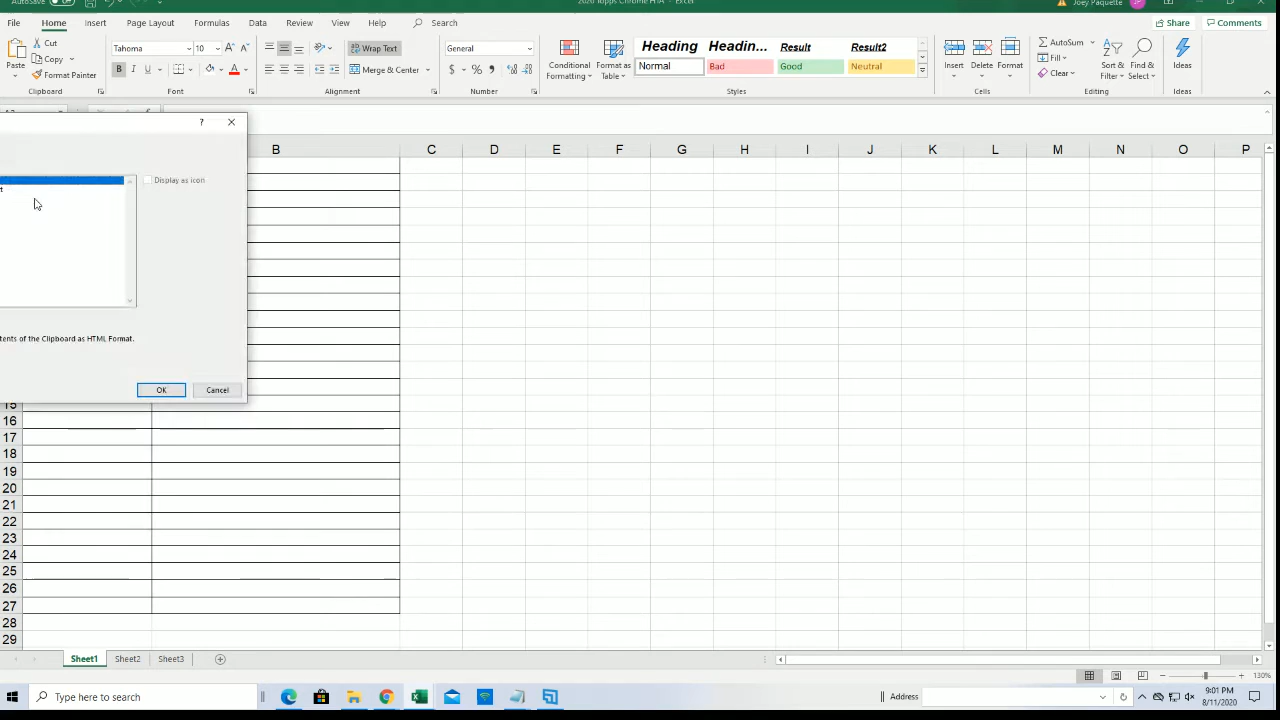 AutoSave
2020 Topps Chrome HTA - Excel
Joey Paquette
File Home Insert Page Layout Formulas Data Review View Help Search
Share Comments
Paste
Cut
Copy
Format Painter
Clipboard
Tahoma 10
B I U
Font
Wrap Text
Merge & Center
Alignment
General
$ % ,
Number
Conditional
Formatting
Format as
Table
Heading Headin... Result Result2
Normal Bad Good Neutral
Styles
Insert Delete Format
Cells
AutoSum
Fill
Clear
Sort &
Filter
Find &
Select
Editing
Ideas
Ideas
?
B C D E F G H I J K L M N O P
Display as icon
t
tents of the Clipboard as HTML Format.
OK Cancel
15
16
17
18
19
20
21
22
23
24
25
26
27
28
29
Sheet1 Sheet2 Sheet3
130%
Type here to search
Address
9:01 PM
8/11/2020